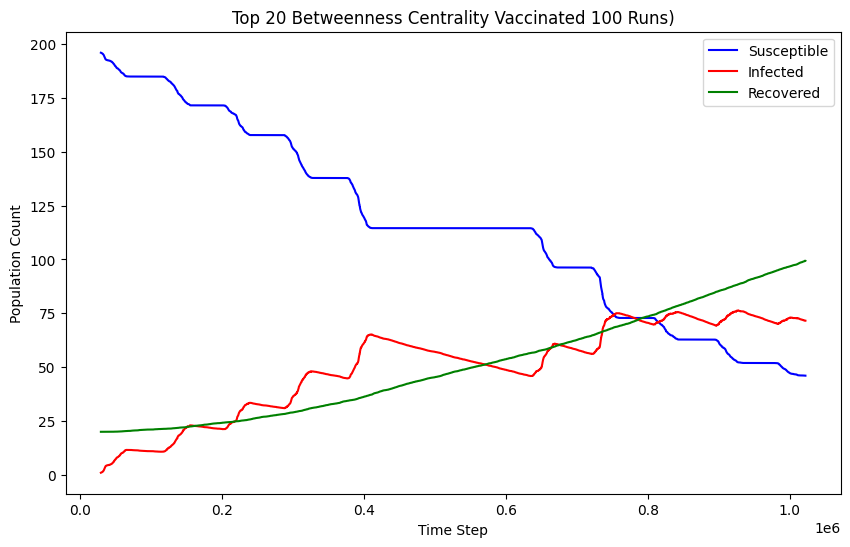 Top 20 Betweenness Centrality Vaccinated 100 Runs)
Susceptible
Infected
Recovered
200
175
150
125
100
75
50
25
0
Population Count
0.0 0.2 0.4 0.6 0.8 1.0
1e6
Time Step